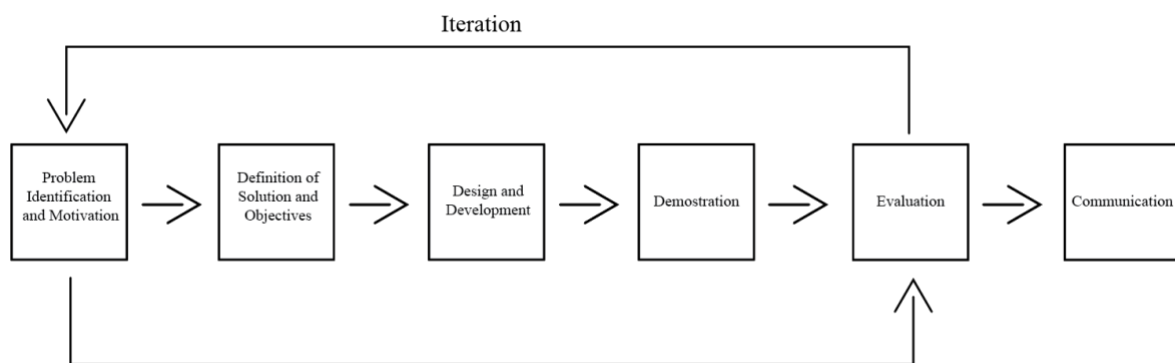 Iteration
Problem
Identification
and Motivation
Definition of
Solution and
Objectives
Design and
Development
Demostration
Evaluation
Communication